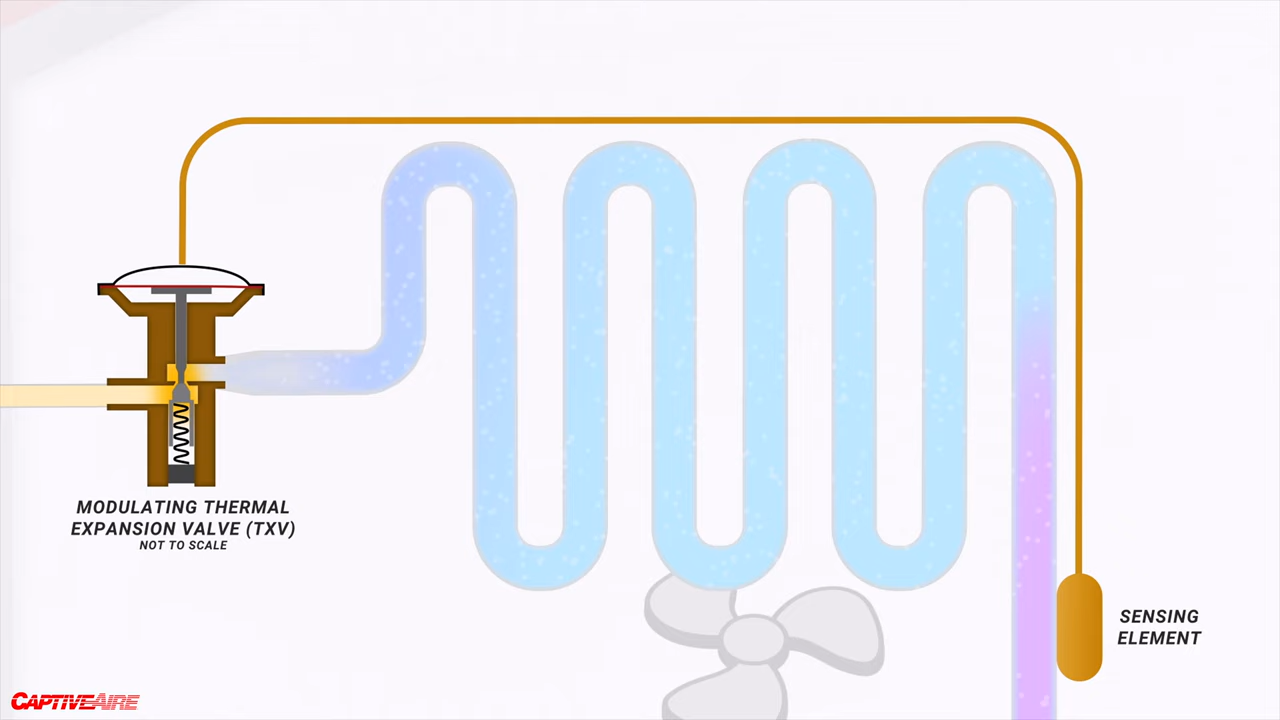 MODULATING THERMAL
EXPANSION VALVE (TXV)
NOT TO SCALE
SENSING
ELEMENT
CAPTIVEAIRE